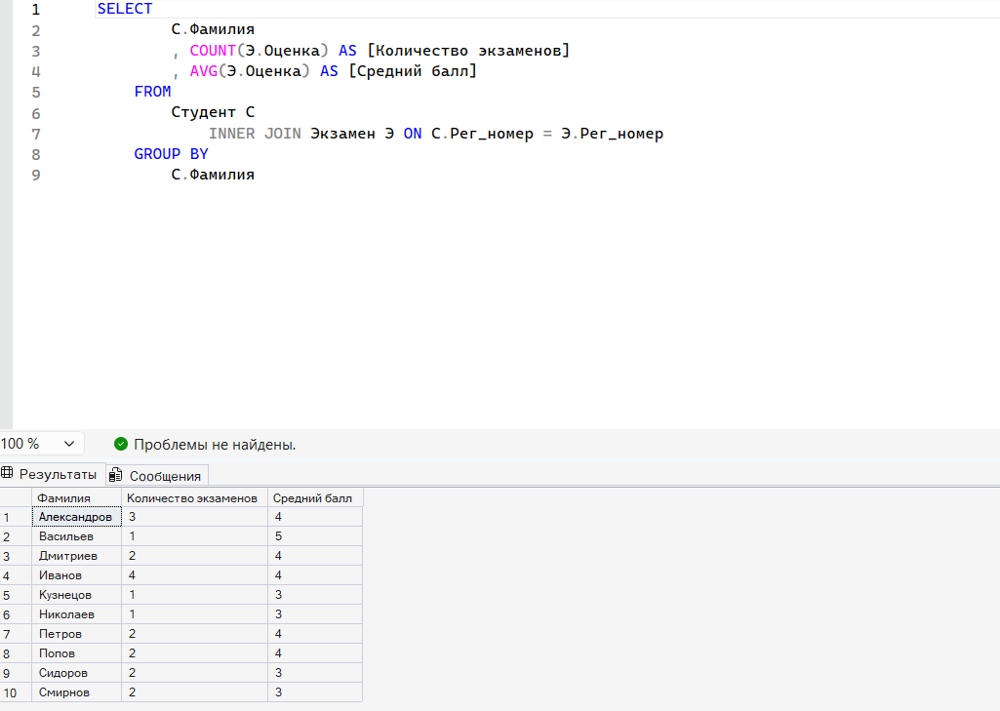 1 SELECT
2 С.Фамилия
3 , COUNT(Э.Оценка) AS [Количество экзаменов]
4 , AVG(Э.Оценка) AS [Средний балл]
5 FROM
6 Студент С
7 INNER JOIN Экзамен Э ON С.Рег_номер = Э.Рег_номер
8 GROUP BY
9 С.Фамилия
100 % Проблемы не найдены.
Результаты Сообщения
Фамилия Количество экзаменов Средний балл
1 Александров 3 4
2 Васильев 1 5
3 Дмитриев 2 4
4 Иванов 4 4
5 Кузнецов 1 3
6 Николаев 1 3
7 Петров 2 4
8 Попов 2 4
9 Сидоров 2 3
10 Смирнов 2 3